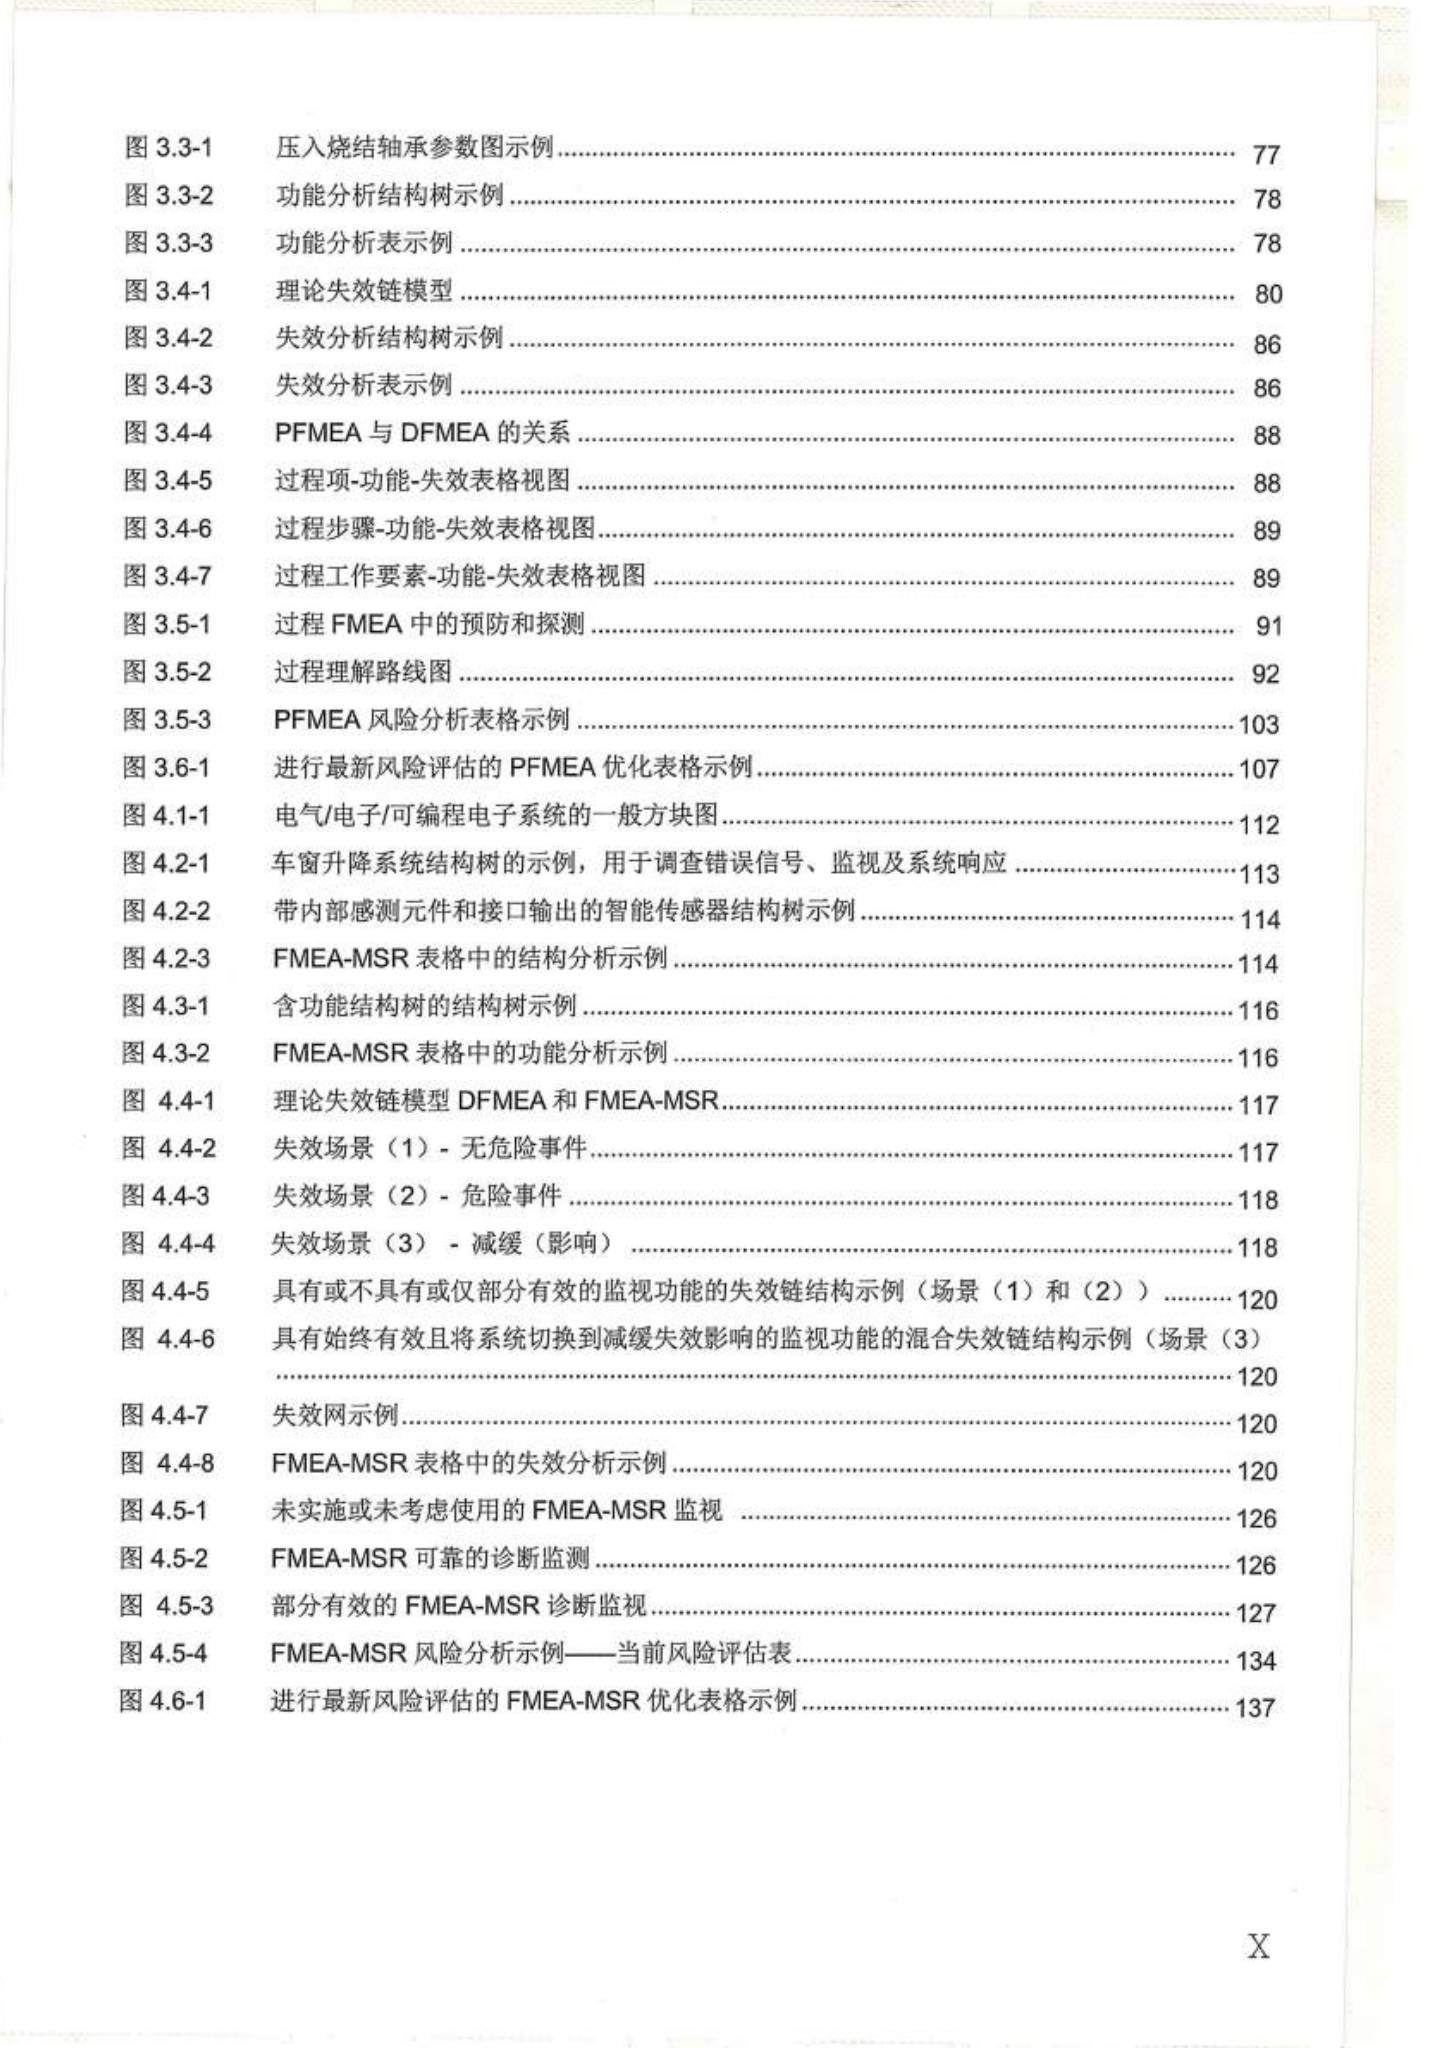 图 3.3-1 压入烧结轴承参数图示例 77
图 3.3-2 功能分析结构树示例 78
图 3.3-3 功能分析表示例 78
图 3.4-1 理论失效链模型 80
图 3.4-2 失效分析结构树示例 86
图 3.4-3 失效分析表示例 86
图 3.4-4 PFMEA 与 DFMEA 的关系 88
图 3.4-5 过程项-功能-失效表格视图 88
图 3.4-6 过程步骤-功能-失效表格视图 89
图 3.4-7 过程工作要素-功能-失效表格视图 89
图 3.5-1 过程 FMEA 中的预防和探测 91
图 3.5-2 过程理解路线图 92
图 3.5-3 PFMEA 风险分析表格示例 103
图 3.6-1 进行最新风险评估的 PFMEA 优化表格示例 107
图 4.1-1 电气/电子/可编程电子系统的一般方块图 112
图 4.2-1 车窗升降系统结构树的示例，用于调查错误信号、监视及系统响应 113
图 4.2-2 带内部感测元件和接口输出的智能传感器结构树示例 114
图 4.2-3 FMEA-MSR 表格中的结构分析示例 114
图 4.3-1 含功能结构树的结构树示例 116
图 4.3-2 FMEA-MSR 表格中的功能分析示例 116
图 4.4-1 理论失效链模型 DFMEA 和 FMEA-MSR 117
图 4.4-2 失效场景（1）- 无危险事件 117
图 4.4-3 失效场景（2）- 危险事件 118
图 4.4-4 失效场景（3） - 减缓（影响） 118
图 4.4-5 具有或不具有或仅部分有效的监视功能的失效链结构示例（场景（1）和（2）） 120
图 4.4-6 具有始终有效且将系统切换到减缓失效影响的监视功能的混合失效链结构示例（场景（3）
120
图 4.4-7 失效网示例 120
图 4.4-8 FMEA-MSR 表格中的失效分析示例 120
图 4.5-1 未实施或未考虑使用的 FMEA-MSR 监视 126
图 4.5-2 FMEA-MSR 可靠的诊断监测 126
图 4.5-3 部分有效的 FMEA-MSR 诊断监视 127
图 4.5-4 FMEA-MSR 风险分析示例——当前风险评估表 134
图 4.6-1 进行最新风险评估的 FMEA-MSR 优化表格示例 137
X